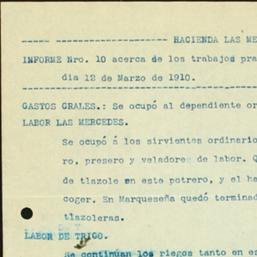 -- ----- -------------------- HACIENDA LAS ME
INFORME Nro. 10 acerca de los trabajos pra
dia 12 de Marzo de 1910.
GASTOS GRALES.: Se ocupó al dependiente or
LABOR LAS MERCEDES.
Se ocupó á los sirvientes ordinario
ro, presero y veladores de labor. Q
de tlazole en este potrero, y el ha
coger. En Marqueseña quedó terminad
tlazoleras.
LABOR DE TRIGO.
Se continúan los riegos tanto en es